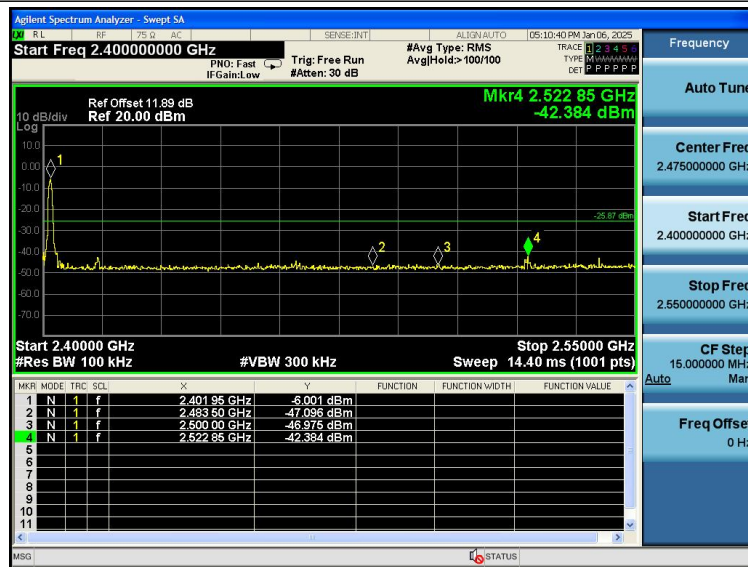 Agilent Spectrum Analyzer - Swept SA
LXI RL RF 75 Ω AC SENSE:INT ALIGN AUTO 05:10:40 PM Jan 06, 2025
Start Freq 2.400000000 GHz
#Avg Type: RMS
TRACE 1 2 3 4 5 6
PNO: Fast
Trig: Free Run
Avg|Hold:>100/100
TYPE M
IFGain:Low
#Atten: 30 dB
DET P P P P P P
Mkr4 2.522 85 GHz
-42.384 dBm
Ref Offset 11.89 dB
10 dB/div Ref 20.00 dBm
Log
10.0
0.00
-10.0
-20.0
-30.0
-40.0
-50.0
-60.0
-70.0
1
-25.87 dBm
2
3
4
Start 2.40000 GHz Stop 2.55000 GHz
#Res BW 100 kHz #VBW 300 kHz Sweep 14.40 ms (1001 pts)
MKR MODE TRC SCL X Y FUNCTION FUNCTION WIDTH FUNCTION VALUE
1 N 1 f 2.401 95 GHz -6.001 dBm
2 N 1 f 2.483 50 GHz -47.096 dBm
3 N 1 f 2.500 00 GHz -46.975 dBm
4 N 1 f 2.522 85 GHz -42.384 dBm
5
6
7
8
9
10
11
MSG STATUS
Frequency
Auto Tune
Center Freq
2.475000000 GHz
Start Freq
2.400000000 GHz
Stop Freq
2.550000000 GHz
CF Step
15.000000 MHz
Auto Man
Freq Offset
0 Hz